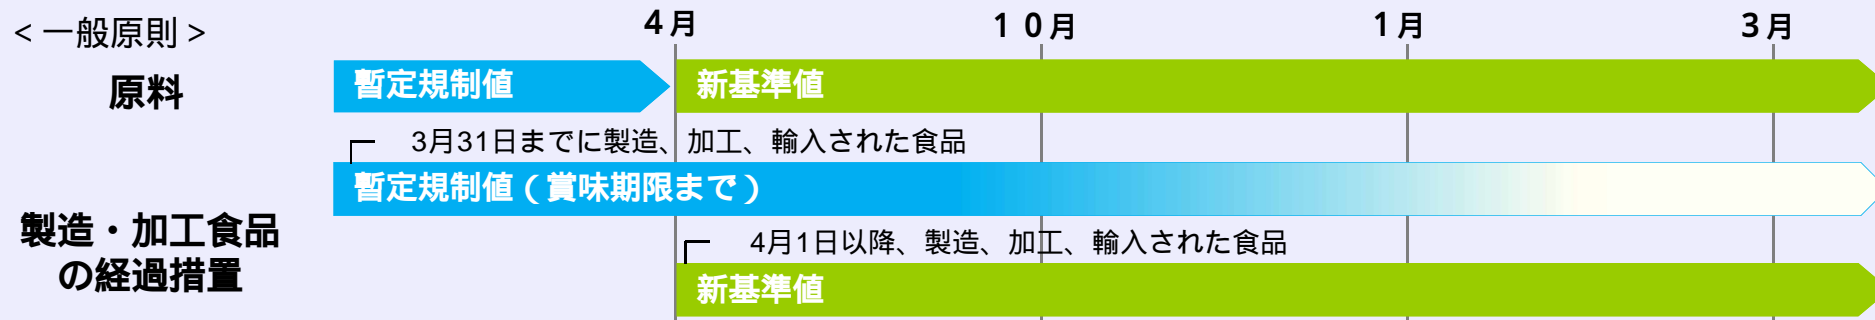 <一般原則>
4月 10月 1月 3月
原料
暫定規制値 新基準値
3月31日までに製造、加工、輸入された食品
暫定規制値(賞味期限まで)
製造・加工食品
の経過措置
4月1日以降、製造、加工、輸入された食品
新基準値